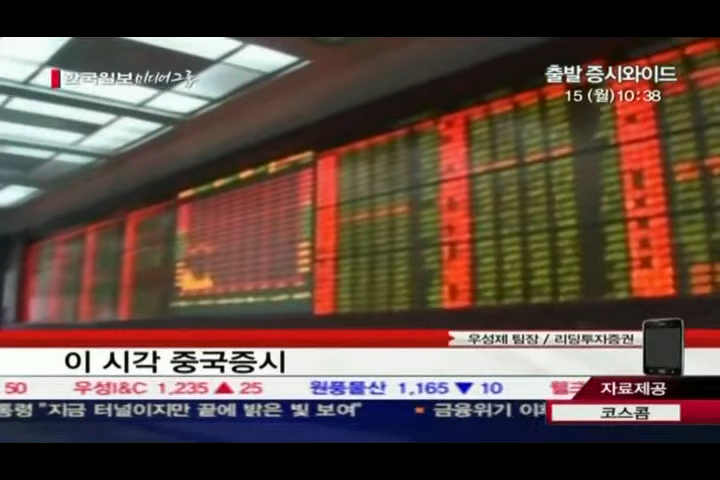 한국일보 미디어그룹
출발 증시와이드
15 (월) 10:38
우성제 팀장 / 리딩투자증권
이 시각 중국증시
50 우성I&C 1,235 ▲ 25 원풍물산 1,165 ▼ 10 웰크
자료제공
통령 "지금 터널이지만 끝에 밝은 빛 보여" ▪ 금융위기 이후
코스콤